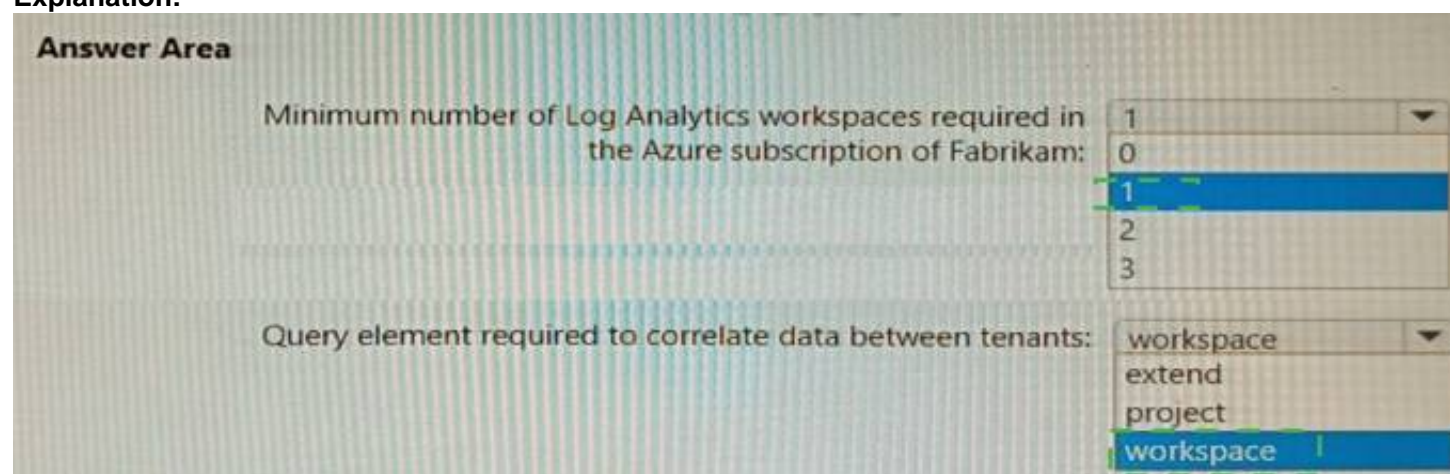 Explanation:
Answer Area
Minimum number of Log Analytics workspaces required in
the Azure subscription of Fabrikam:
1
0
1
2
3
Query element required to correlate data between tenants:
workspace
extend
project
workspace